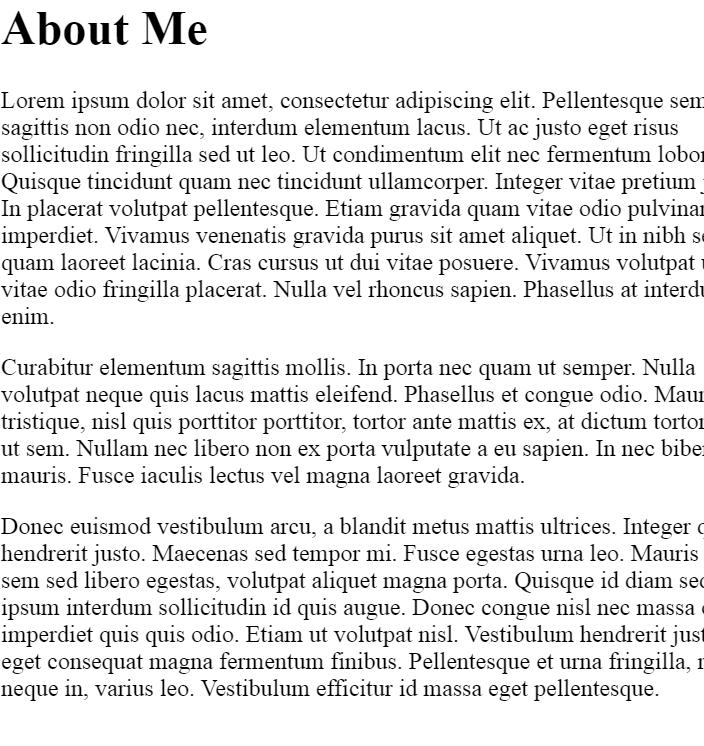 About Me
Lorem ipsum dolor sit amet, consectetur adipiscing elit. Pellentesque sem
sagittis non odio nec, interdum elementum lacus. Ut ac justo eget risus
sollicitudin fringilla sed ut leo. Ut condimentum elit nec fermentum lobor
Quisque tincidunt quam nec tincidunt ullamcorper. Integer vitae pretium
In placerat volutpat pellentesque. Etiam gravida quam vitae odio pulvinar
imperdiet. Vivamus venenatis gravida purus sit amet aliquet. Ut in nibh se
quam laoreet lacinia. Cras cursus ut dui vitae posuere. Vivamus volutpat
vitae odio fringilla placerat. Nulla vel rhoncus sapien. Phasellus at interdu
enim.
Curabitur elementum sagittis mollis. In porta nec quam ut semper. Nulla
volutpat neque quis lacus mattis eleifend. Phasellus et congue odio. Maur
tristique, nisl quis porttitor porttitor, tortor ante mattis ex, at dictum tortor
ut sem. Nullam nec libero non ex porta vulputate a eu sapien. In nec bibe
mauris. Fusce iaculis lectus vel magna laoreet gravida.
Donec euismod vestibulum arcu, a blandit metus mattis ultrices. Integer
hendrerit justo. Maecenas sed tempor mi. Fusce egestas urna leo. Mauris
sem sed libero egestas, volutpat aliquet magna porta. Quisque id diam sed
ipsum interdum sollicitudin id quis augue. Donec congue nisl nec massa
imperdiet quis quis odio. Etiam ut volutpat nisl. Vestibulum hendrerit just
eget consequat magna fermentum finibus. Pellentesque et urna fringilla,
neque in, varius leo. Vestibulum efficitur id massa eget pellentesque.